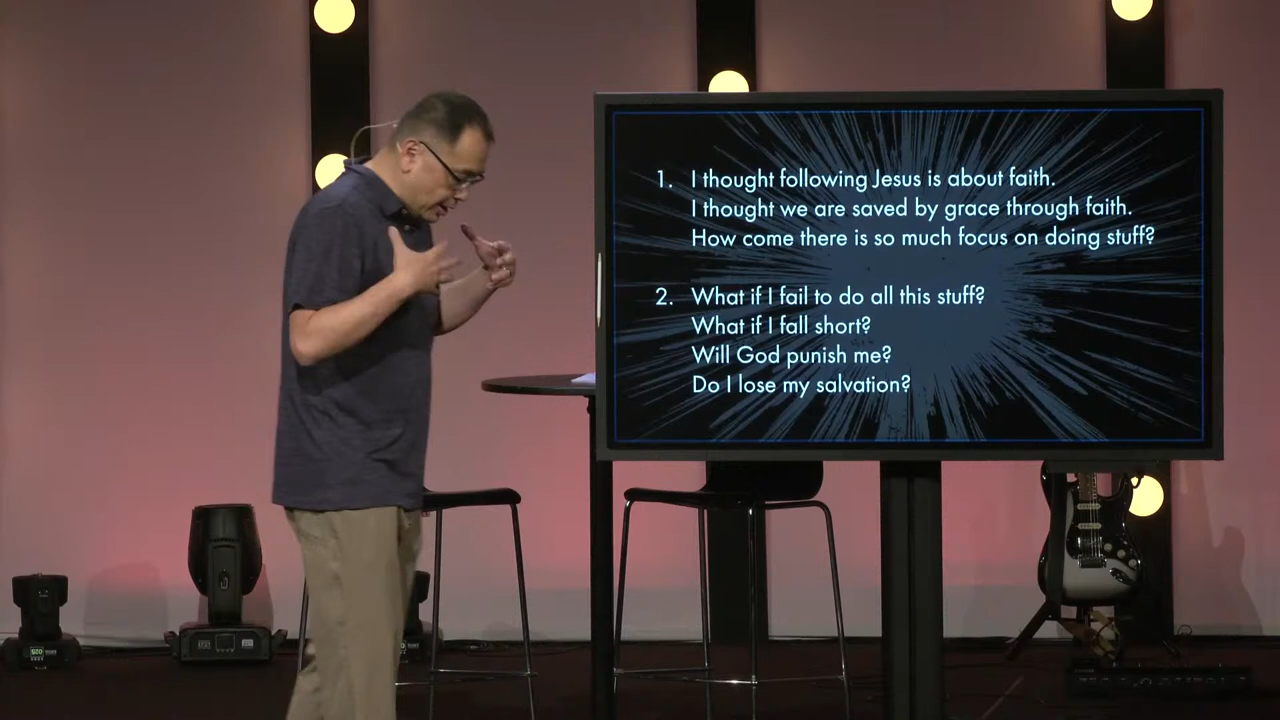 1. I thought following Jesus is about faith.
I thought we are saved by grace through faith.
How come there is so much focus on doing stuff?
2. What if I fail to do all this stuff?
What if I fall short?
Will God punish me?
Do I lose my salvation?